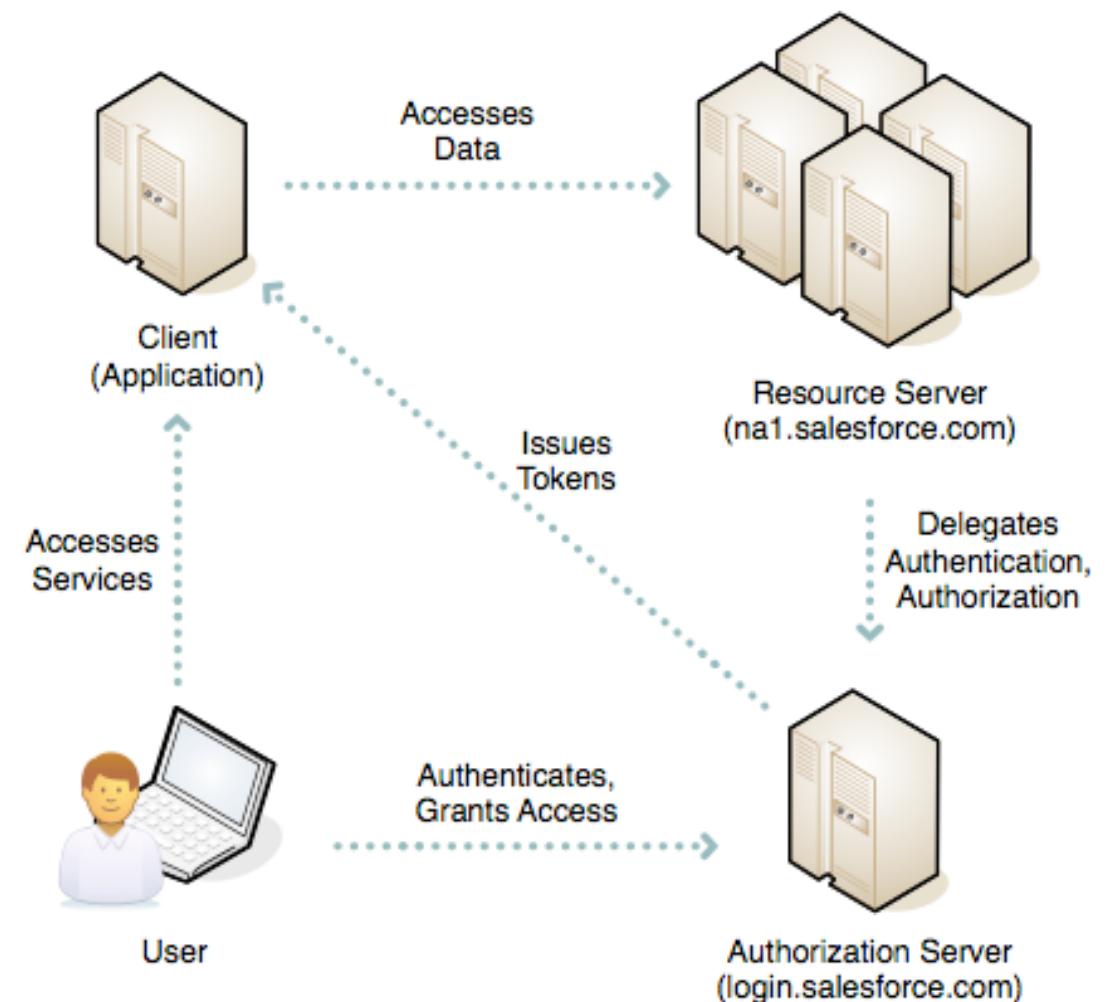 Accesses
Data
Client
(Application)
Resource Server
(na1.salesforce.com)
Issues
Tokens
Accesses
Services
Delegates
Authentication,
Authorization
Authenticates,
Grants Access
User
Authorization Server
(login.salesforce.com)